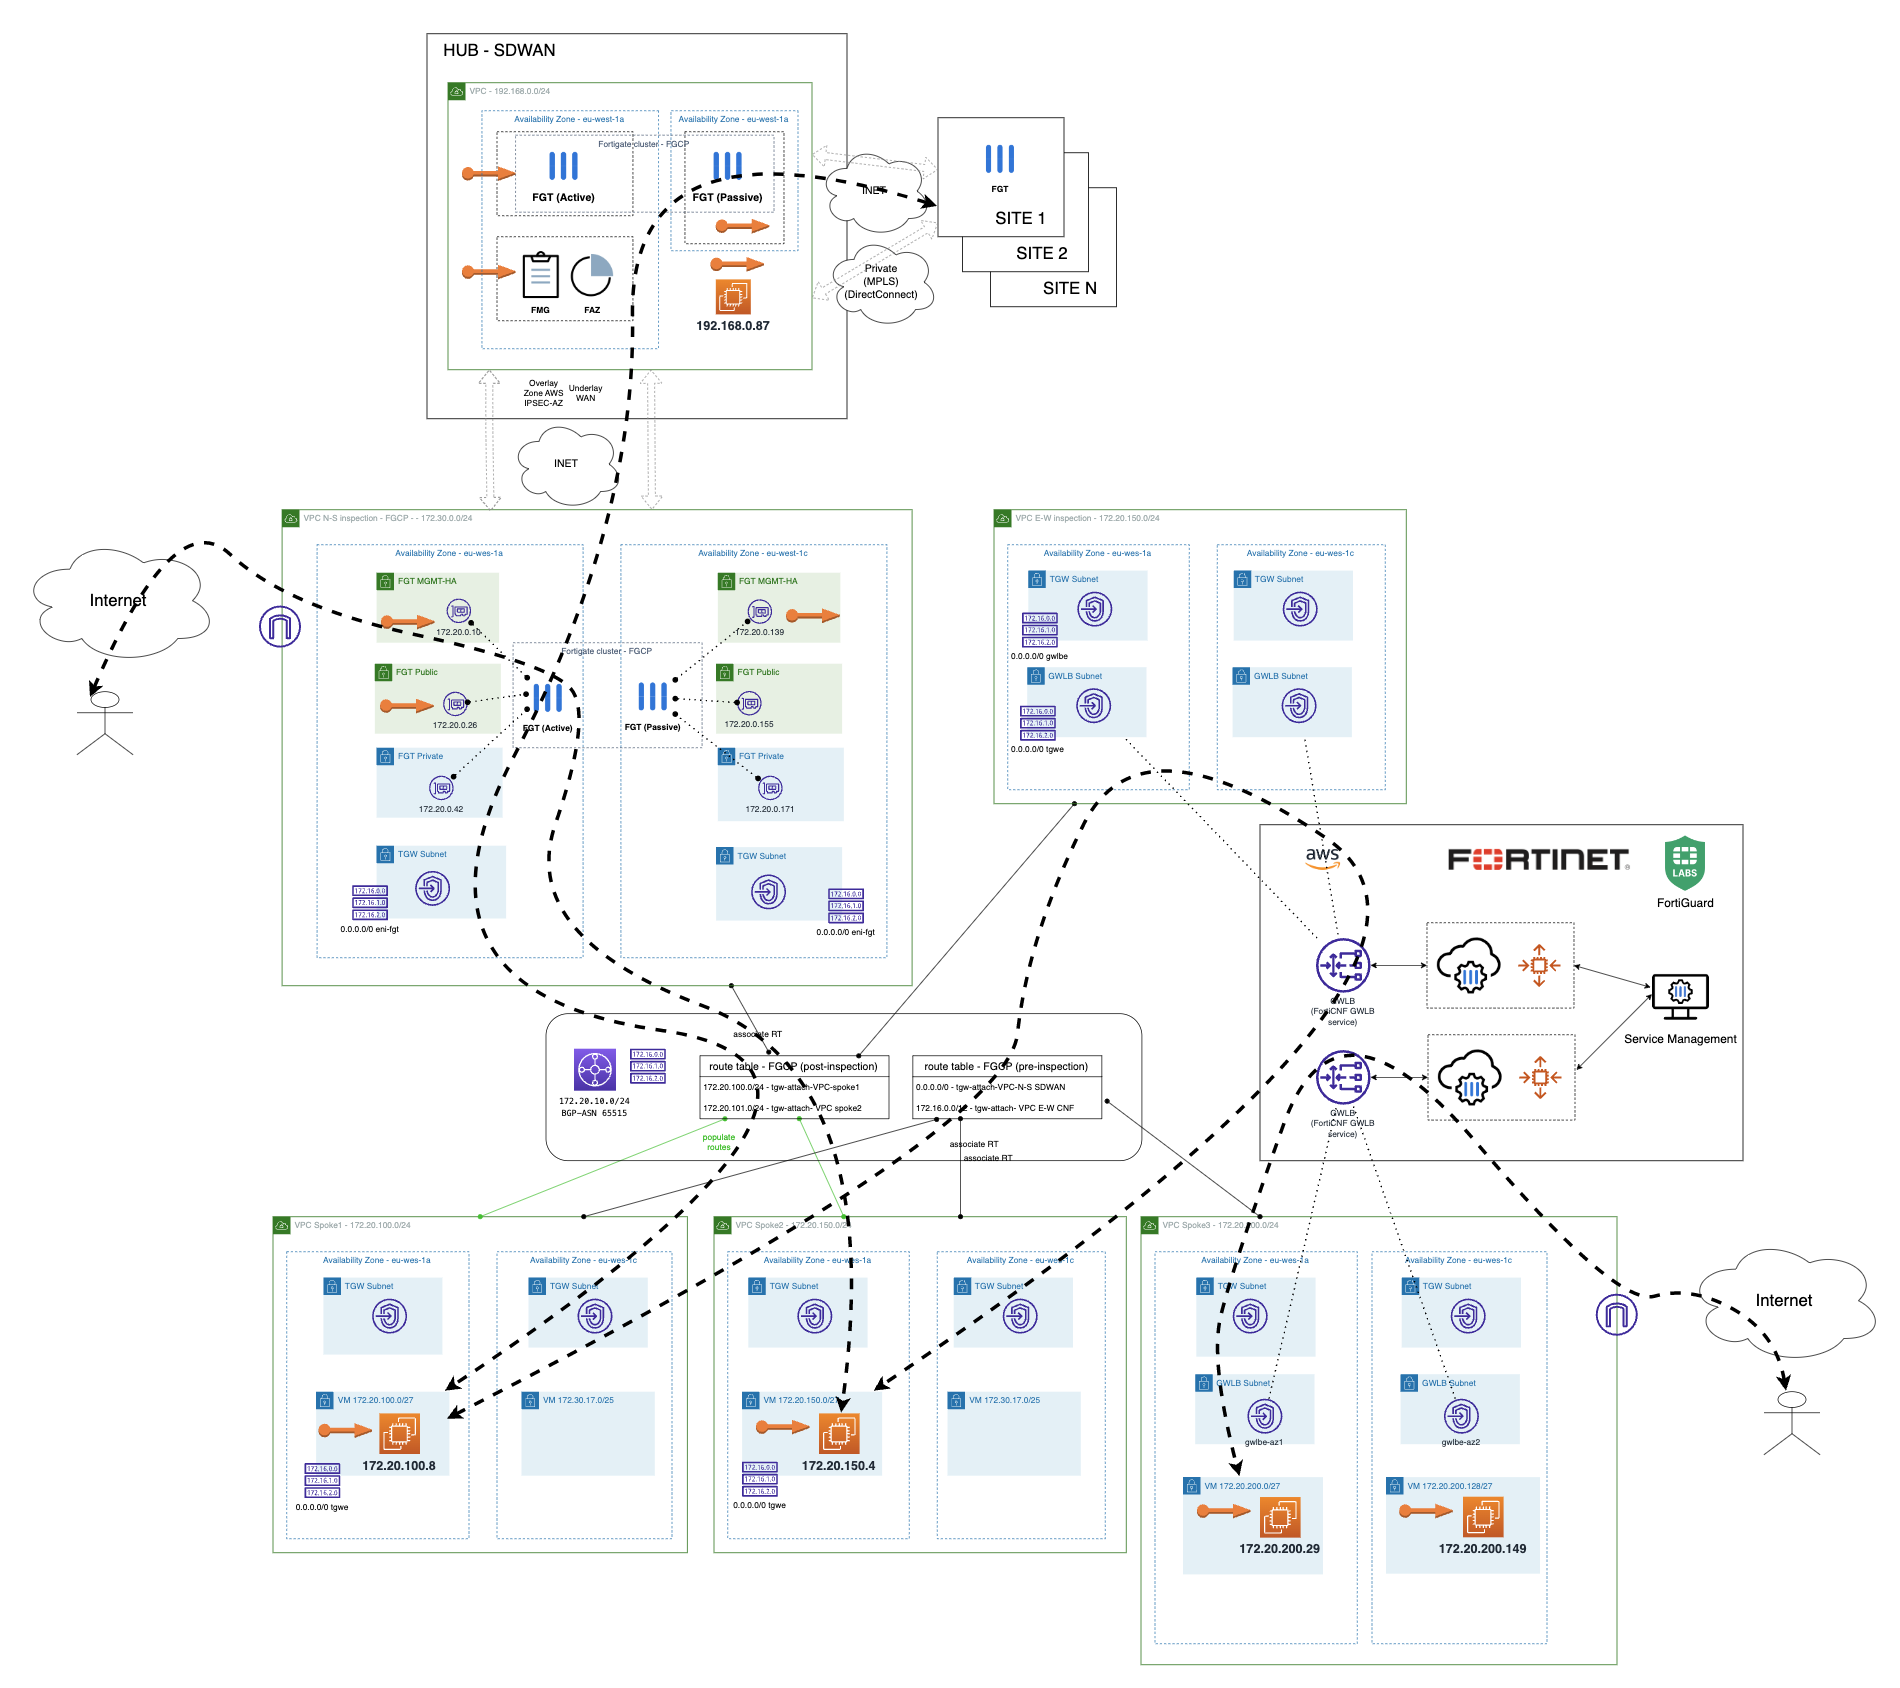 HUB - SDWAN
VPC - 192.168.0.0/24
Availability Zone - eu-west-1a
Availability Zone - eu-west-1a
Fortigate cluster - FGCP
FGT (Active)
FGT (Passive)
FMG
FAZ
192.168.0.87
INET
Private
(MPLS)
(DirectConnect)
FGT
SITE 1
SITE 2
SITE N
Overlay
Zone AWS
IPSEC-AZ
Underlay
WAN
INET
VPC N-S inspection - FGCP - - 172.30.0.0/24
Availability Zone - eu-wes-1a
Availability Zone - eu-west-1c
FGT MGMT-HA
172.20.0.10
FGT MGMT-HA
172.20.0.139
Fortigate cluster - FGCP
FGT Public
172.20.0.26
FGT Public
172.20.0.155
FGT (Active)
FGT (Passive)
FGT Private
172.20.0.42
FGT Private
172.20.0.171
TGW Subnet
172.16.0.0
172.16.1.0
172.16.2.0
0.0.0.0/0 eni-fgt
TGW Subnet
172.16.0.0
172.16.1.0
172.16.2.0
0.0.0.0/0 eni-fgt
Internet
VPC E-W inspection - 172.20.150.0/24
Availability Zone - eu-wes-1a
Availability Zone - eu-wes-1c
TGW Subnet
172.16.0.0
172.16.1.0
172.16.2.0
0.0.0.0/0 gwlbe
TGW Subnet
GWLB Subnet
172.16.0.0
172.16.1.0
172.16.2.0
0.0.0.0/0 tgwe
GWLB Subnet
aws
FORTINET®
LABS
FortiGuard
GWLB
(FortiCNF GWLB
service)
Service Management
GWLB
(FortiCNF GWLB
service)
associate RT
172.16.0.0
172.16.1.0
172.16.2.0
172.20.10.0/24
BGP-ASN 65515
route table - FGCP (post-inspection)
172.20.100.0/24 - tgw-attach-VPC-spoke1
172.20.101.0/24 - tgw-attach- VPC spoke2
route table - FGCP (pre-inspection)
0.0.0.0/0 - tgw-attach-VPC-N-S SDWAN
172.16.0.0/12 - tgw-attach- VPC E-W CNF
populate
routes
associate RT
associate RT
VPC Spoke1 - 172.20.100.0/24
Availability Zone - eu-wes-1a
Availability Zone - eu-wes-1c
TGW Subnet
TGW Subnet
VM 172.20.100.0/27
172.20.100.8
VM 172.30.17.0/25
172.16.0.0
172.16.1.0
172.16.2.0
0.0.0.0/0 tgwe
VPC Spoke2 - 172.20.150.0/24
Availability Zone - eu-wes-1a
Availability Zone - eu-wes-1c
TGW Subnet
TGW Subnet
VM 172.20.150.0/27
172.20.150.4
VM 172.30.17.0/25
172.16.0.0
172.16.1.0
172.16.2.0
0.0.0.0/0 tgwe
VPC Spoke3 - 172.20.200.0/24
Availability Zone - eu-wes-1a
Availability Zone - eu-wes-1c
TGW Subnet
TGW Subnet
GWLB Subnet
gwlbe-az1
GWLB Subnet
gwlbe-az2
VM 172.20.200.0/27
172.20.200.29
VM 172.20.200.128/27
172.20.200.149
Internet